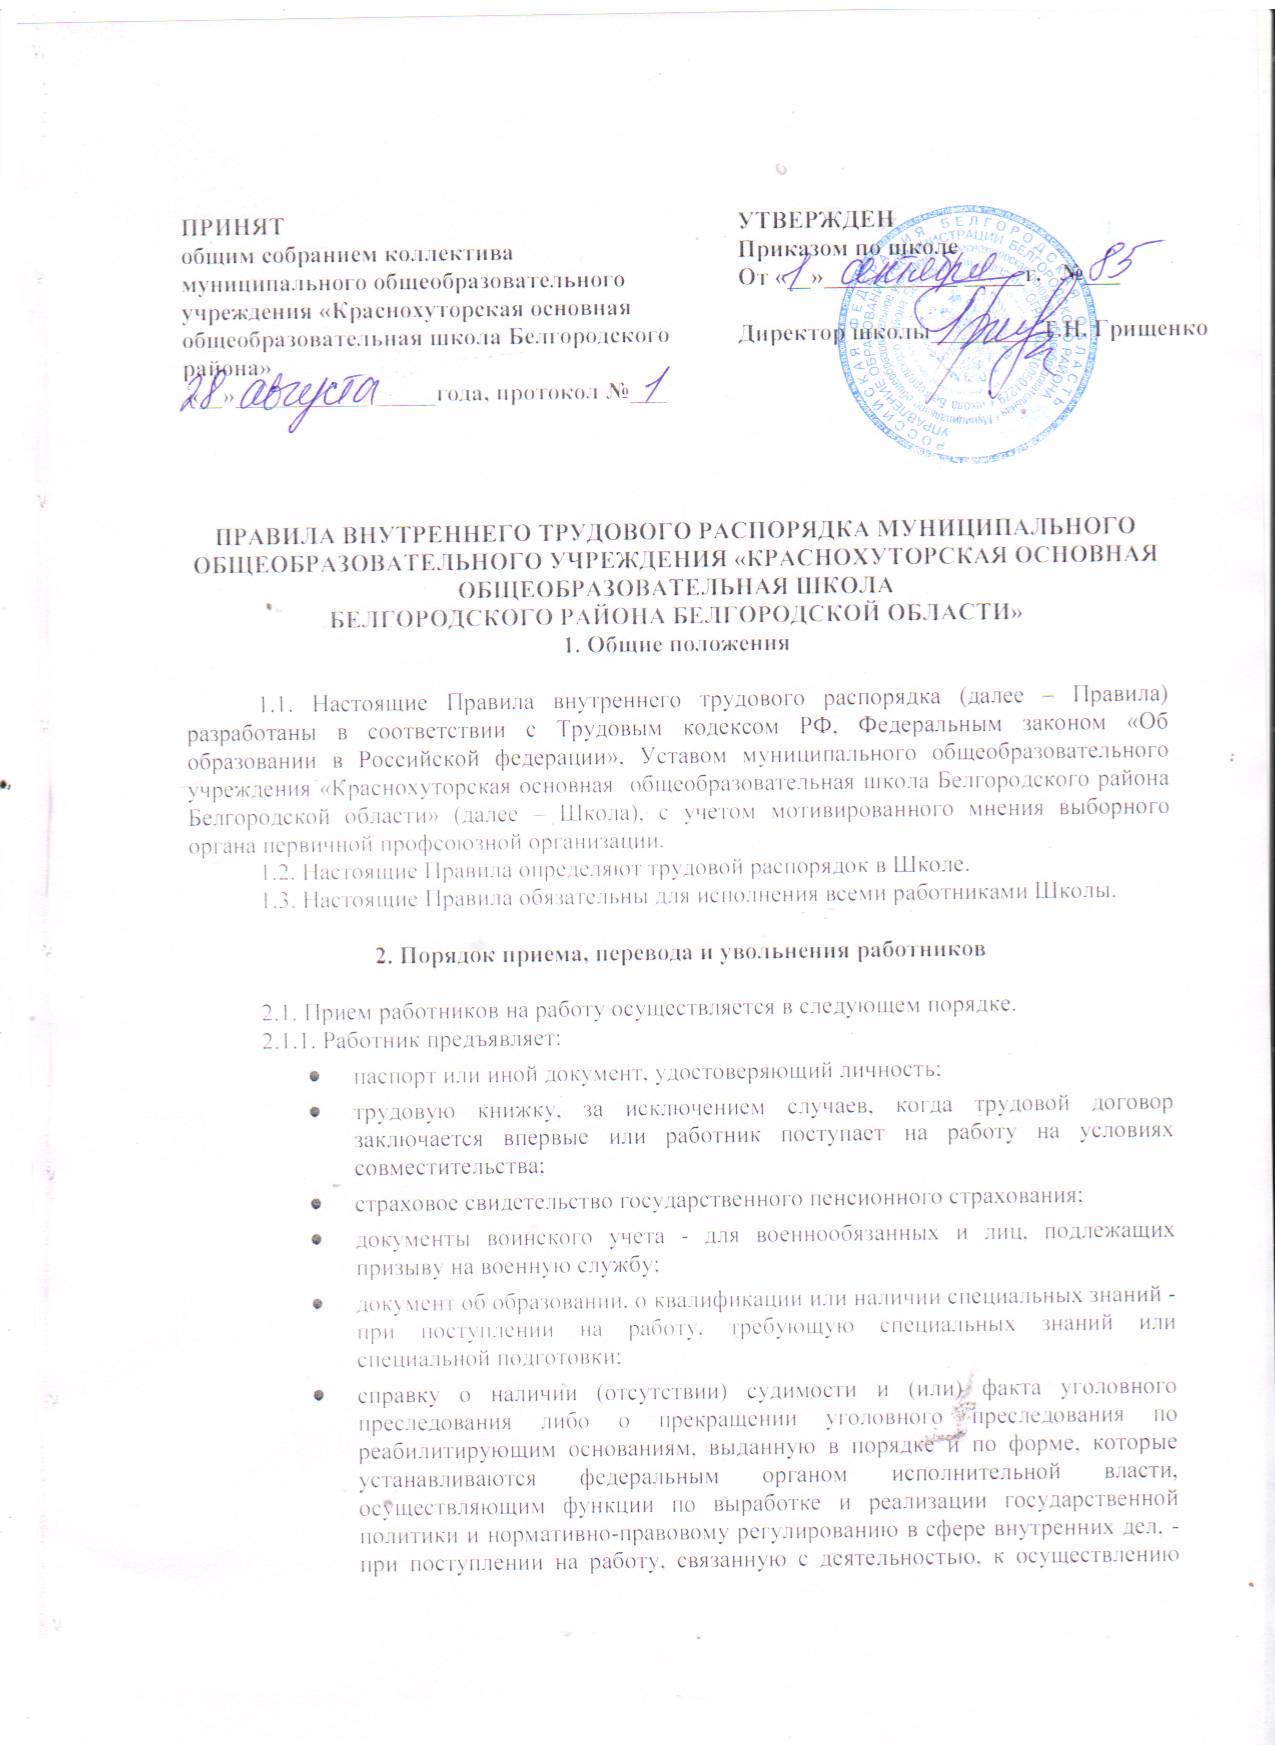 ПРИНЯТ
общим собранием коллектива
муниципального общеобразовательного
учреждения «Краснохуторская основная
общеобразовательная школа Белгородского
района»
28 » августа года, протокол № 1
УТВЕРЖДЕН
Приказом по школе
От « 1 » сентября г. № 85
Директор школы Г.Н. Грищенко
РОССИЙСКАЯ ФЕДЕРАЦИЯ БЕЛГОРОДСКАЯ ОБЛАСТЬ
ПРАВИЛА ВНУТРЕННЕГО ТРУДОВОГО РАСПОРЯДКА МУНИЦИПАЛЬНОГО
ОБЩЕОБРАЗОВАТЕЛЬНОГО УЧРЕЖДЕНИЯ «КРАСНОХУТОРСКАЯ ОСНОВНАЯ
ОБЩЕОБРАЗОВАТЕЛЬНАЯ ШКОЛА
БЕЛГОРОДСКОГО РАЙОНА БЕЛГОРОДСКОЙ ОБЛАСТИ»
1. Общие положения
1.1. Настоящие Правила внутреннего трудового распорядка (далее – Правила)
разработаны в соответствии с Трудовым кодексом РФ, Федеральным законом «Об
образовании в Российской федерации», Уставом муниципального общеобразовательного
учреждения «Краснохуторская основная общеобразовательная школа Белгородского района
Белгородской области» (далее – Школа), с учетом мотивированного мнения выборного
органа первичной профсоюзной организации.
1.2. Настоящие Правила определяют трудовой распорядок в Школе.
1.3. Настоящие Правила обязательны для исполнения всеми работниками Школы.
2. Порядок приема, перевода и увольнения работников
2.1. Прием работников на работу осуществляется в следующем порядке.
2.1.1. Работник предъявляет:
● паспорт или иной документ, удостоверяющий личность;
● трудовую книжку, за исключением случаев, когда трудовой договор
заключается впервые или работник поступает на работу на условиях
совместительства;
● страховое свидетельство государственного пенсионного страхования;
● документы воинского учета - для военнообязанных и лиц, подлежащих
призыву на военную службу;
● документ об образовании, о квалификации или наличии специальных знаний -
при поступлении на работу, требующую специальных знаний или
специальной подготовки;
● справку о наличии (отсутствии) судимости и (или) факта уголовного
преследования либо о прекращении уголовного преследования по
реабилитирующим основаниям, выданную в порядке и по форме, которые
устанавливаются федеральным органом исполнительной власти,
осуществляющим функции по выработке и реализации государственной
политики и нормативно-правовому регулированию в сфере внутренних дел, -
при поступлении на работу, связанную с деятельностью, к осуществлению